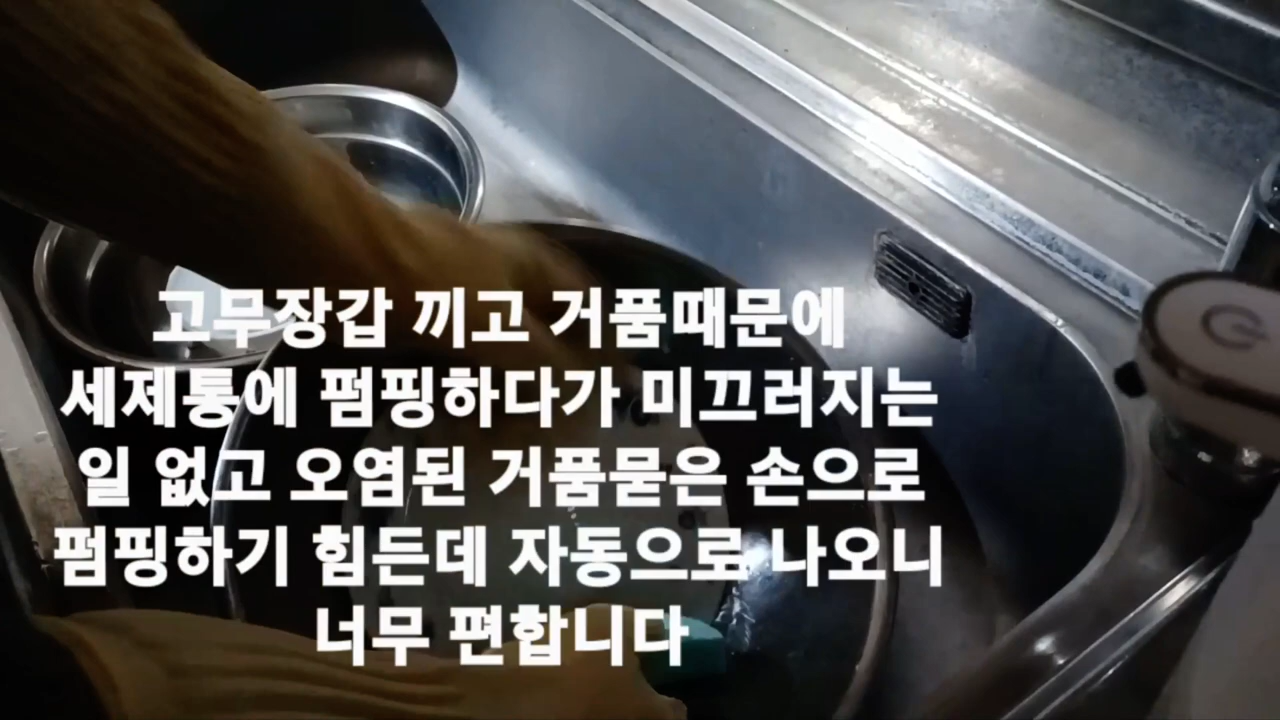 고무장갑 끼고 거품때문에
세제통에 펌핑하다가 미끄러지는
일 없고 오염된 거품묻은 손으로
펌핑하기 힘든데 자동으로 나오니
너무 편합니다